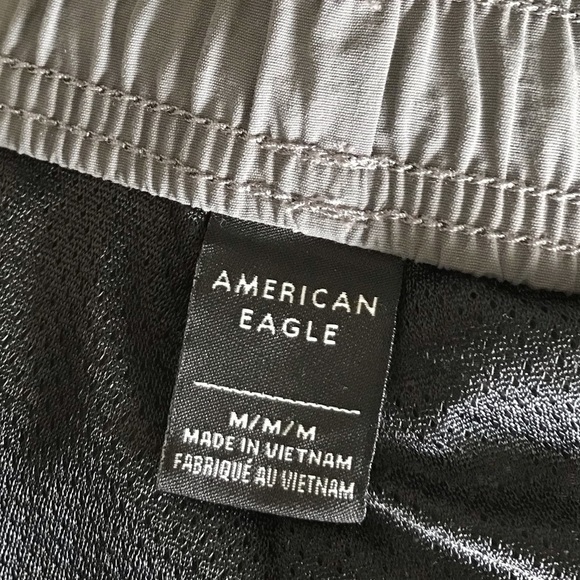 AMERICAN
EAGLE
M/M/M
MADE IN VIETNAM
FABRIQUÉ AU VIETNAM